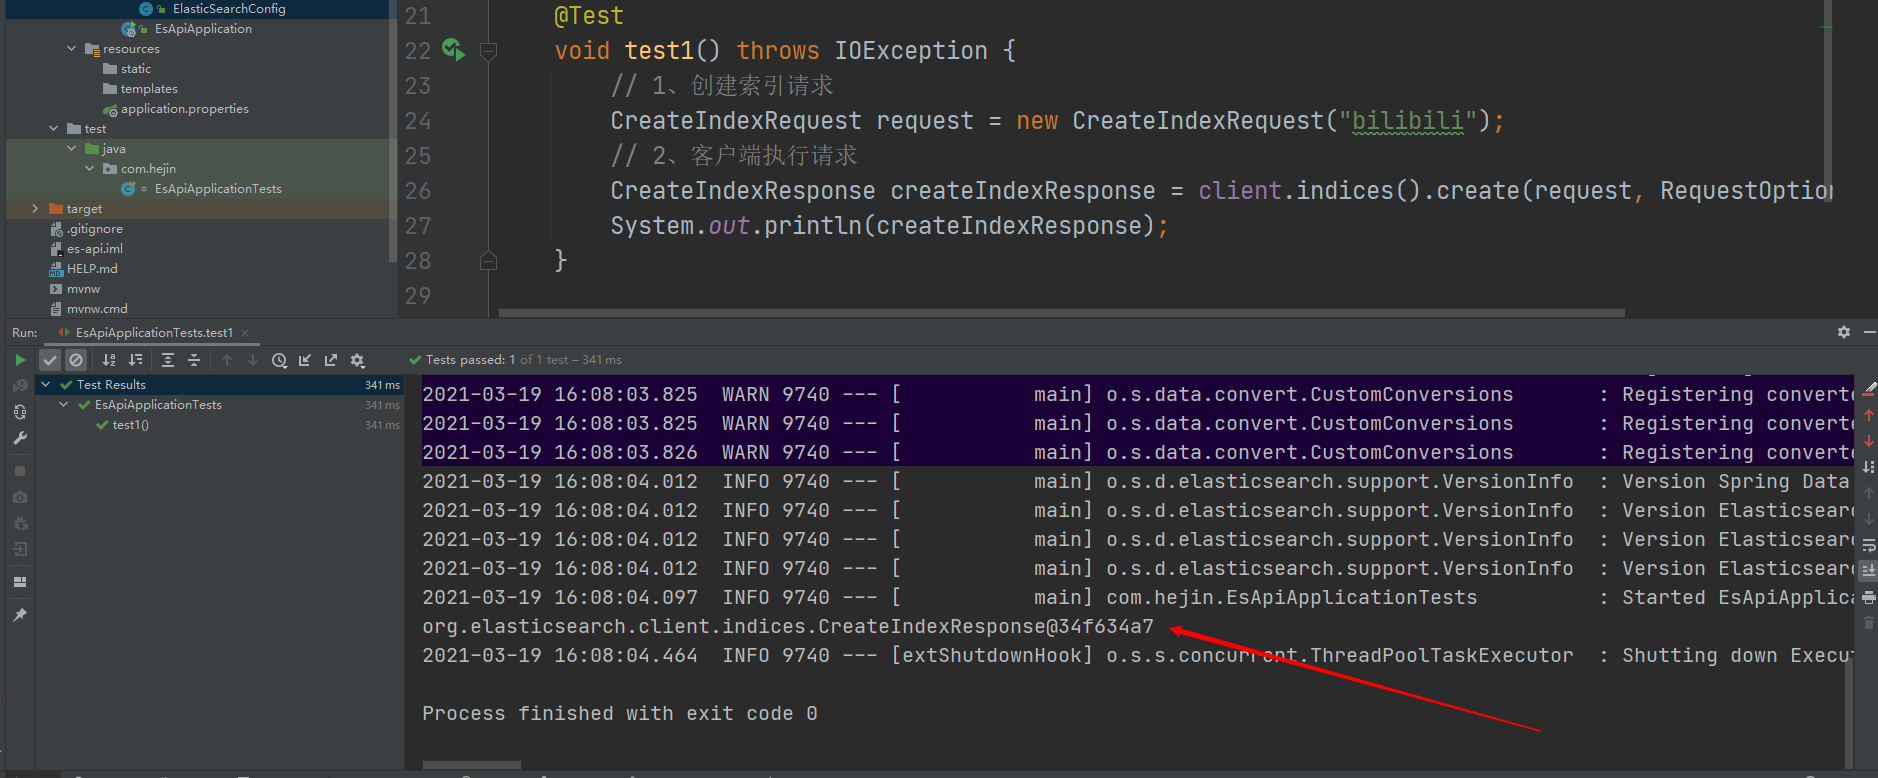 ElasticSearchConfig
EsApiApplication
resources
static
templates
application.properties
test
java
com.hejin
EsApiApplicationTests
target
.gitignore
es-api.iml
HELP.md
mvnw
mvnw.cmd
21 @Test
22 void test1() throws IOException {
23 // 1、创建索引请求
24 CreateIndexRequest request = new CreateIndexRequest("bilibili");
25 // 2、客户端执行请求
26 CreateIndexResponse createIndexResponse = client.indices().create(request, RequestOption
27 System.out.println(createIndexResponse);
28 }
29
Run: EsApiApplicationTests.test1
Tests passed: 1 of 1 test – 341 ms
Test Results 341 ms
EsApiApplicationTests 341 ms
test1() 341 ms
2021-03-19 16:08:03.825 WARN 9740 --- [ main] o.s.data.convert.CustomConversions : Registering converte
2021-03-19 16:08:03.825 WARN 9740 --- [ main] o.s.data.convert.CustomConversions : Registering converte
2021-03-19 16:08:03.826 WARN 9740 --- [ main] o.s.data.convert.CustomConversions : Registering converte
2021-03-19 16:08:04.012 INFO 9740 --- [ main] o.s.d.elasticsearch.support.VersionInfo : Version Spring Data
2021-03-19 16:08:04.012 INFO 9740 --- [ main] o.s.d.elasticsearch.support.VersionInfo : Version Elasticsearc
2021-03-19 16:08:04.012 INFO 9740 --- [ main] o.s.d.elasticsearch.support.VersionInfo : Version Elasticsearc
2021-03-19 16:08:04.012 INFO 9740 --- [ main] o.s.d.elasticsearch.support.VersionInfo : Version Elasticsearc
2021-03-19 16:08:04.097 INFO 9740 --- [ main] com.hejin.EsApiApplicationTests : Started EsApiApplica
org.elasticsearch.client.indices.CreateIndexResponse@34f634a7
2021-03-19 16:08:04.464 INFO 9740 --- [extShutdownHook] o.s.s.concurrent.ThreadPoolTaskExecutor : Shutting down Execut
Process finished with exit code 0